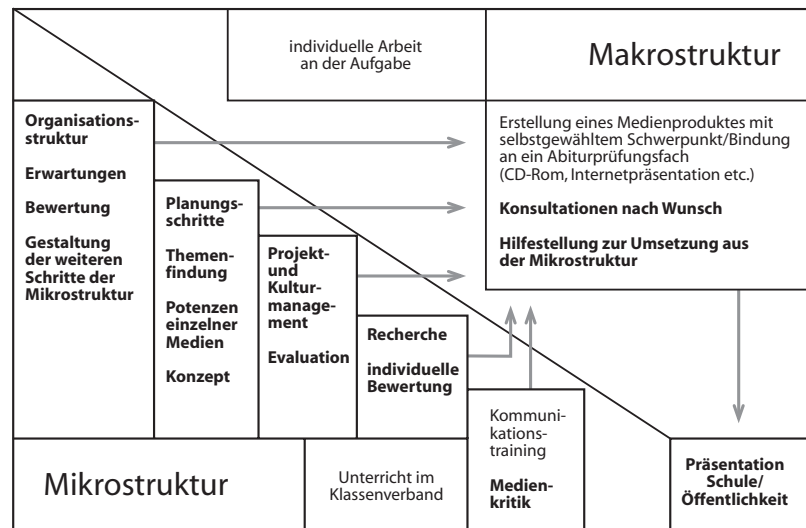 individuelle Arbeit
an der Aufgabe
Makrostruktur
Organisations-
struktur
Erwartungen
Bewertung
Gestaltung
der weiteren
Schritte der
Mikrostruktur
Planungs-
schritte
Themen-
findung
Potenzen
einzelner
Medien
Konzept
Projekt-
und
Kultur-
manage-
ment
Evaluation
Recherche
individuelle
Bewertung
Kommuni-
kations-
training
Medien-
kritik
Erstellung eines Medienproduktes mit
selbstgewähltem Schwerpunkt/Bindung
an ein Abiturprüfungsfach
(CD-Rom, Internetpräsentation etc.)
Konsultationen nach Wunsch
Hilfestellung zur Umsetzung aus
der Mikrostruktur
Mikrostruktur
Unterricht im
Klassenverband
Präsentation
Schule/
Öffentlichkeit